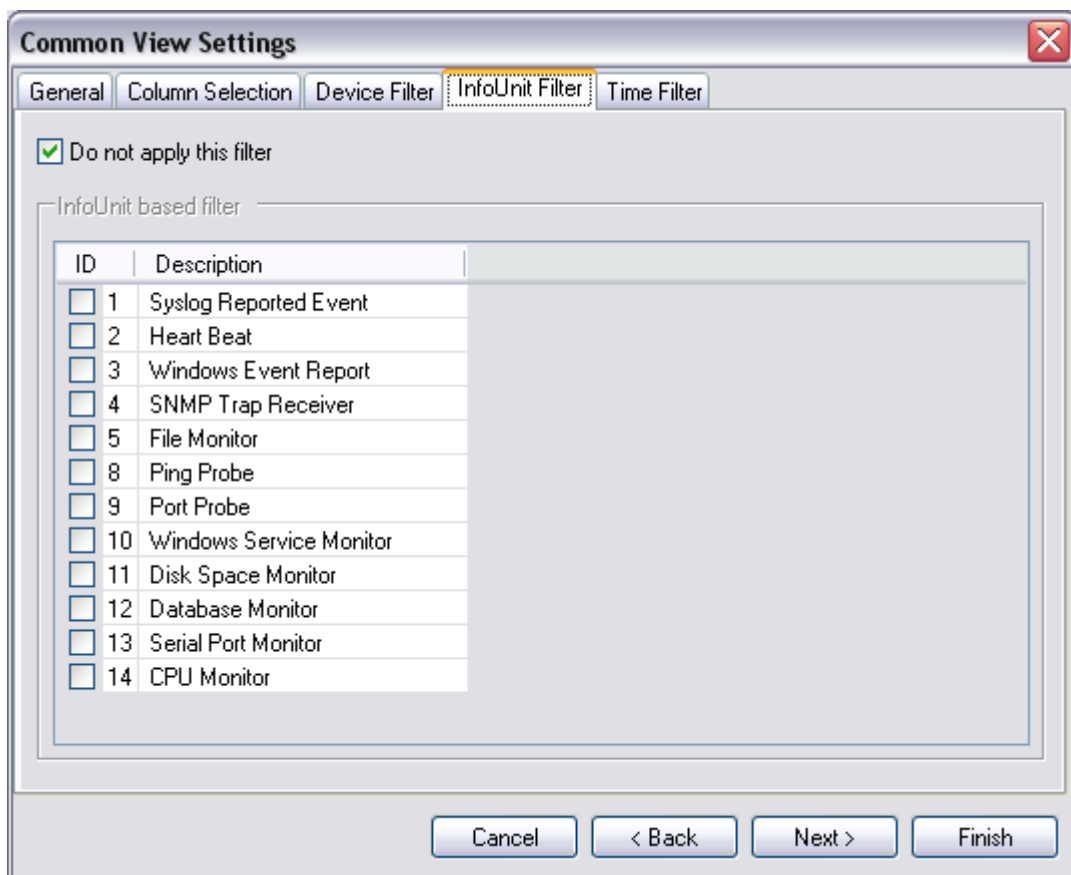 Common View Settings
General Column Selection Device Filter InfoUnit Filter Time Filter
Do not apply this filter
InfoUnit based filter
ID Description
1 Syslog Reported Event
2 Heart Beat
3 Windows Event Report
4 SNMP Trap Receiver
5 File Monitor
8 Ping Probe
9 Port Probe
10 Windows Service Monitor
11 Disk Space Monitor
12 Database Monitor
13 Serial Port Monitor
14 CPU Monitor
Cancel < Back Next > Finish